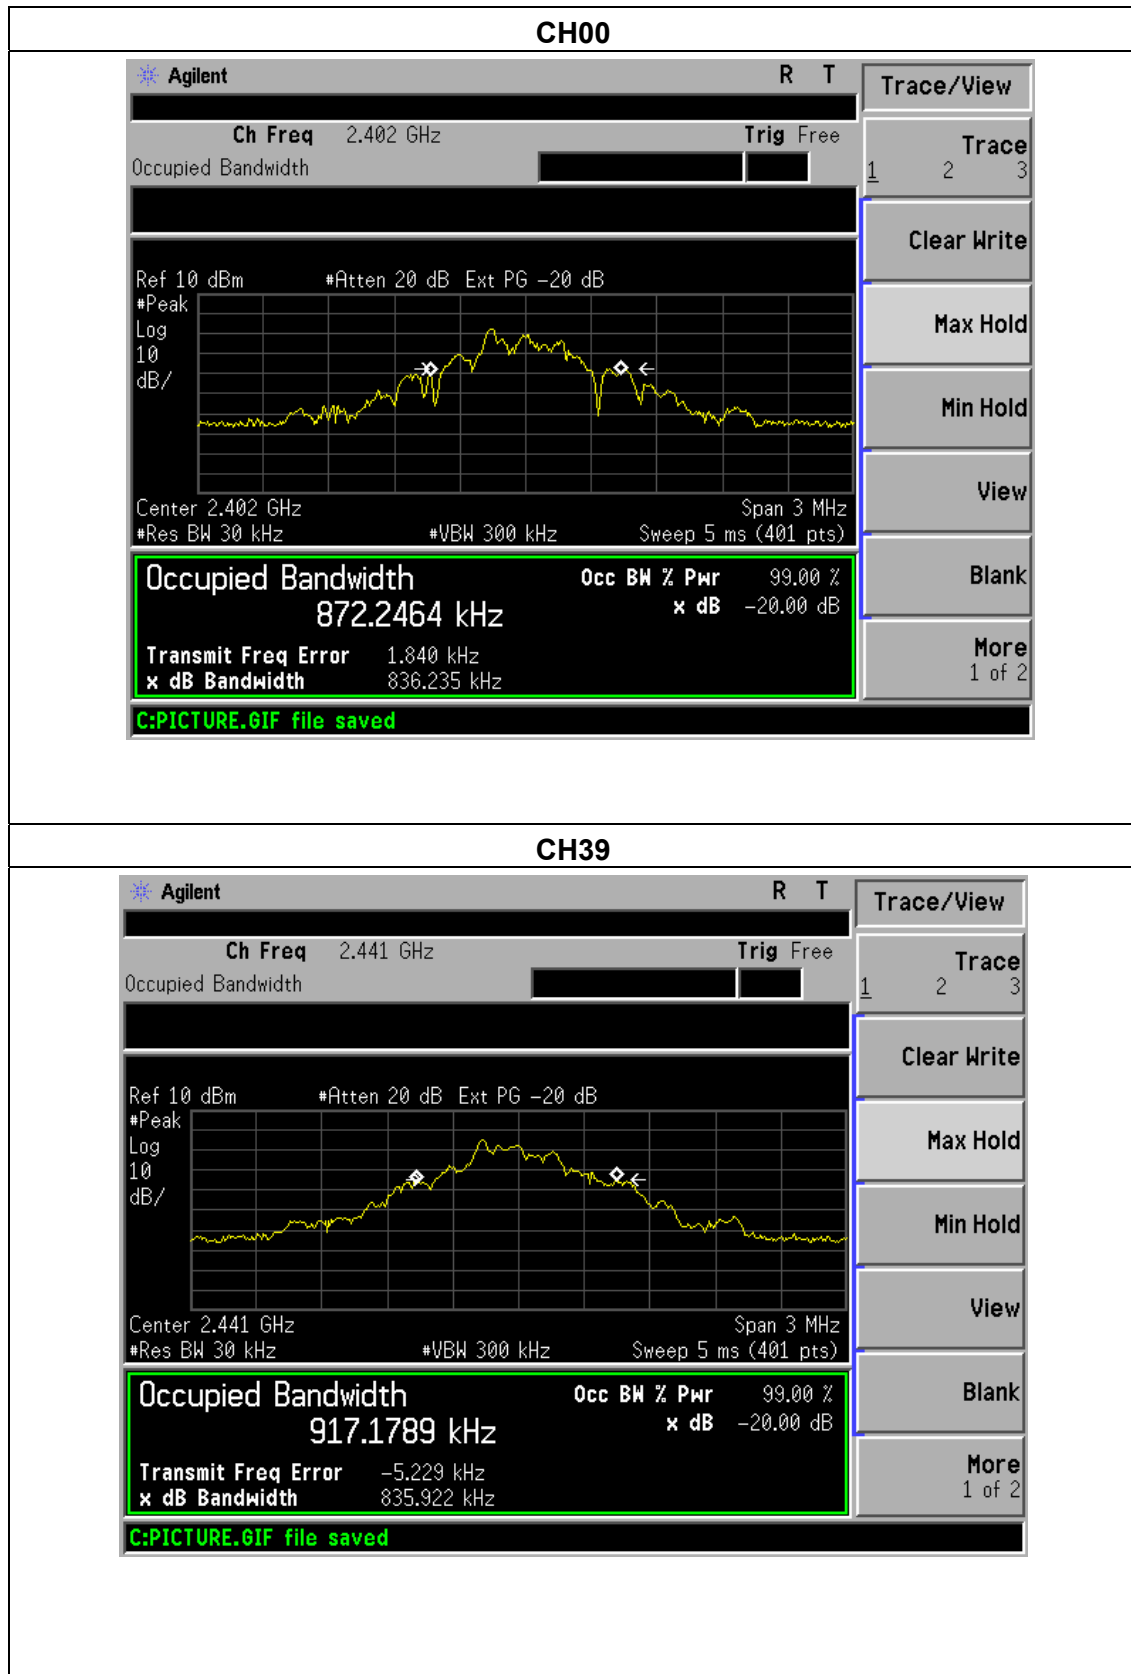 CH00
Agilent R T
Trace/View
Ch Freq 2.402 GHz Trig Free
Occupied Bandwidth
Trace
1 2 3
Clear Write
Ref 10 dBm #Atten 20 dB Ext PG -20 dB
#Peak
Log
10
dB/
Max Hold
Min Hold
View
Center 2.402 GHz Span 3 MHz
#Res BW 30 kHz #VBW 300 kHz Sweep 5 ms (401 pts)
Occupied Bandwidth Occ BW % Pwr 99.00 %
872.2464 kHz x dB -20.00 dB
Blank
Transmit Freq Error 1.840 kHz
x dB Bandwidth 836.235 kHz
More
1 of 2
C:PICTURE.GIF file saved
CH39
Agilent R T
Trace/View
Ch Freq 2.441 GHz Trig Free
Occupied Bandwidth
Trace
1 2 3
Clear Write
Ref 10 dBm #Atten 20 dB Ext PG -20 dB
#Peak
Log
10
dB/
Max Hold
Min Hold
View
Center 2.441 GHz Span 3 MHz
#Res BW 30 kHz #VBW 300 kHz Sweep 5 ms (401 pts)
Occupied Bandwidth Occ BW % Pwr 99.00 %
917.1789 kHz x dB -20.00 dB
Blank
Transmit Freq Error -5.229 kHz
x dB Bandwidth 835.922 kHz
More
1 of 2
C:PICTURE.GIF file saved